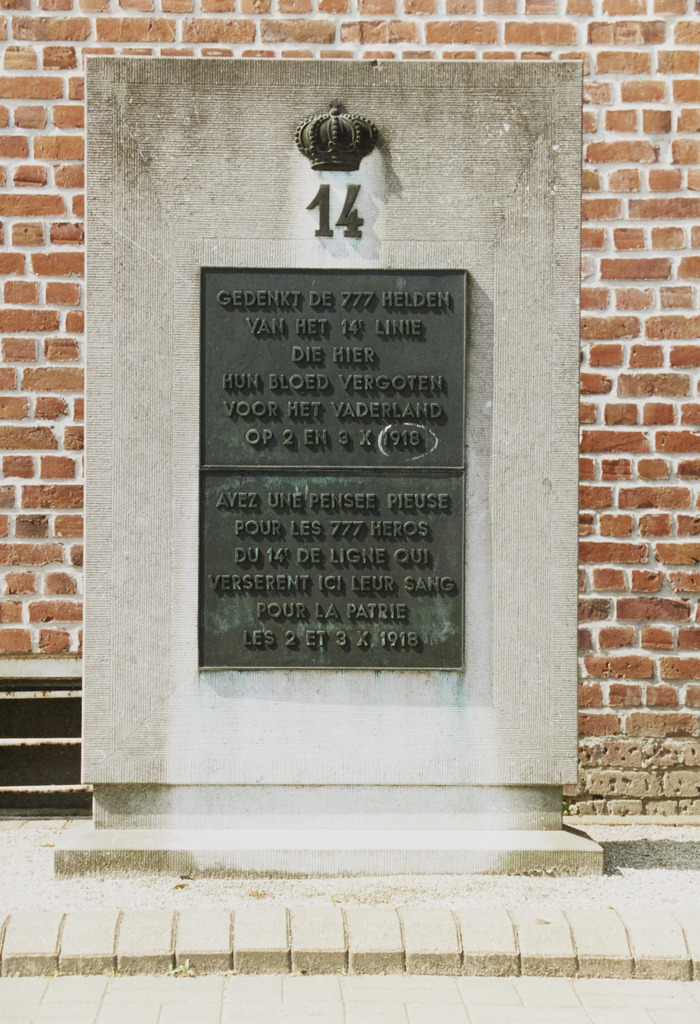 14
GEDENKT DE 777 HELDEN
VAN HET 14E LINIE
DIE HIER
HUN BLOED VERGOTEN
VOOR HET VADERLAND
OP 2 EN 3 X 1918
AYEZ UNE PENSEE PIEUSE
POUR LES 777 HEROS
DU 14E DE LIGNE QUI
VERSERENT ICI LEUR SANG
POUR LA PATRIE
LES 2 ET 3 X 1918